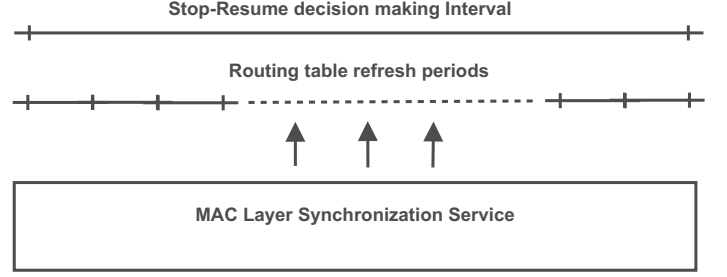 Stop-Resume decision making Interval
Routing table refresh periods
MAC Layer Synchronization Service